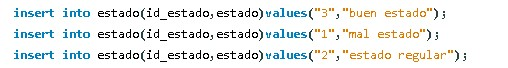 insert into estado(id_estado,estado)values("3","buen estado");
insert into estado(id_estado,estado)values("1","mal estado");
insert into estado(id_estado,estado)values("2","estado regular");